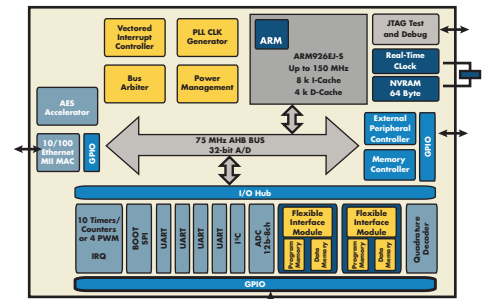 Vectored
Interrupt
Controller
PLL CLK
Generator
Bus
Arbiter
Power
Management
ARM
ARM926EJ-S
Up to 150 MHz
8 k I-Cache
4 k D-Cache
JTAG Test
and Debug
Real-Time
CLock
NVRAM
64 Byte
AES
Accelerator
10/100
Ethernet
MII MAC
GPIO
75 MHz AHB BUS
32-bit A/D
External
Peripheral
Controller
Memory
Controller
GPIO
I/O Hub
10 Timers/
Counters
or 4 PWM
IRQ
BOOT
SPI
UART
UART
UART
UART
I²C
ADC
12b-8ch
Flexible
Interface
Module
Program
Memory
Data
Memory
Flexible
Interface
Module
Program
Memory
Data
Memory
Quadrature
Decoder
GPIO